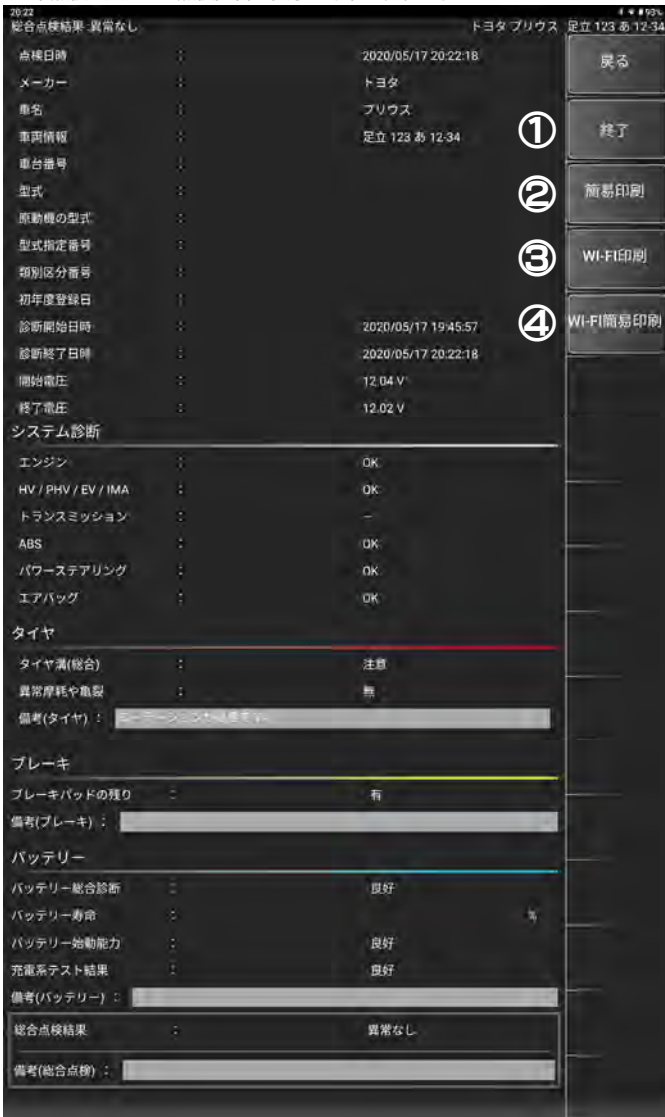 20:22 93%
総合点検結果:異常なし トヨタ プリウス 足立 123 あ 12-34
点検日時 : 2020/05/17 20:22:18
メーカー : トヨタ
車名 : プリウス
車両情報 : 足立 123 あ 12-34
車台番号 :
型式 :
原動機の型式 :
型式指定番号 :
類別区分番号 :
初年度登録日 :
診断開始日時 : 2020/05/17 19:45:57
診断終了日時 : 2020/05/17 20:22:18
開始電圧 : 12.04 V
終了電圧 : 12.02 V
システム診断
エンジン : OK
HV / PHV / EV / IMA : OK
トランスミッション : －
ABS : OK
パワーステアリング : OK
エアバッグ : OK
タイヤ
タイヤ溝(総合) : 注意
異常摩耗や亀裂 : 無
備考(タイヤ) :
ブレーキ
ブレーキパッドの残り : 有
備考(ブレーキ) :
バッテリー
バッテリー総合診断 : 良好
バッテリー寿命 : %
バッテリー始動能力 : 良好
充電系テスト結果 : 良好
備考(バッテリー) :
総合点検結果 : 異常なし
備考(総合点検) :
戻る
① 終了
② 簡易印刷
③ WI-FI印刷
④ WI-FI簡易印刷